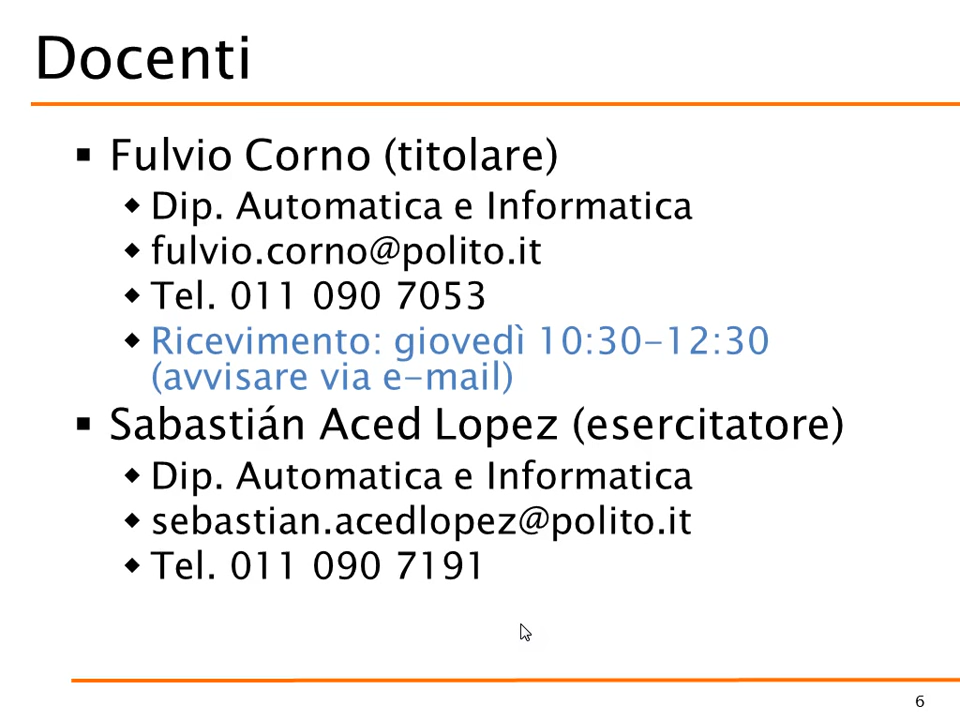 Docenti
Fulvio Corno (titolare)
Dip. Automatica e Informatica
fulvio.corno@polito.it
Tel. 011 090 7053
Ricevimento: giovedì 10:30-12:30
(avvisare via e-mail)
Sabastián Aced Lopez (esercitatore)
Dip. Automatica e Informatica
sebastian.acedlopez@polito.it
Tel. 011 090 7191
6